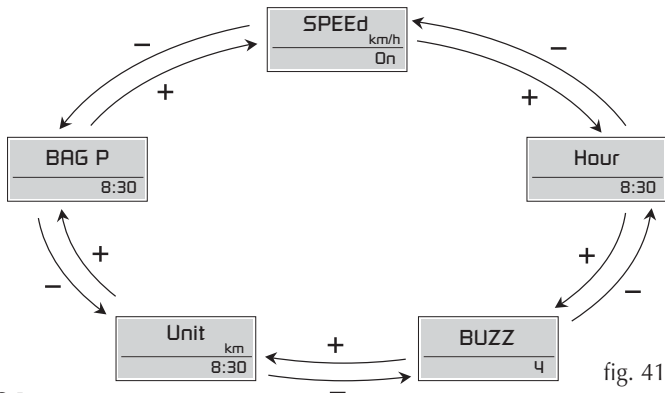 SPEEd
km/h
On
–
+
–
+
BAG P
8:30
Hour
8:30
+
–
+
–
Unit
km
8:30
+
BUZZ
4
fig. 41